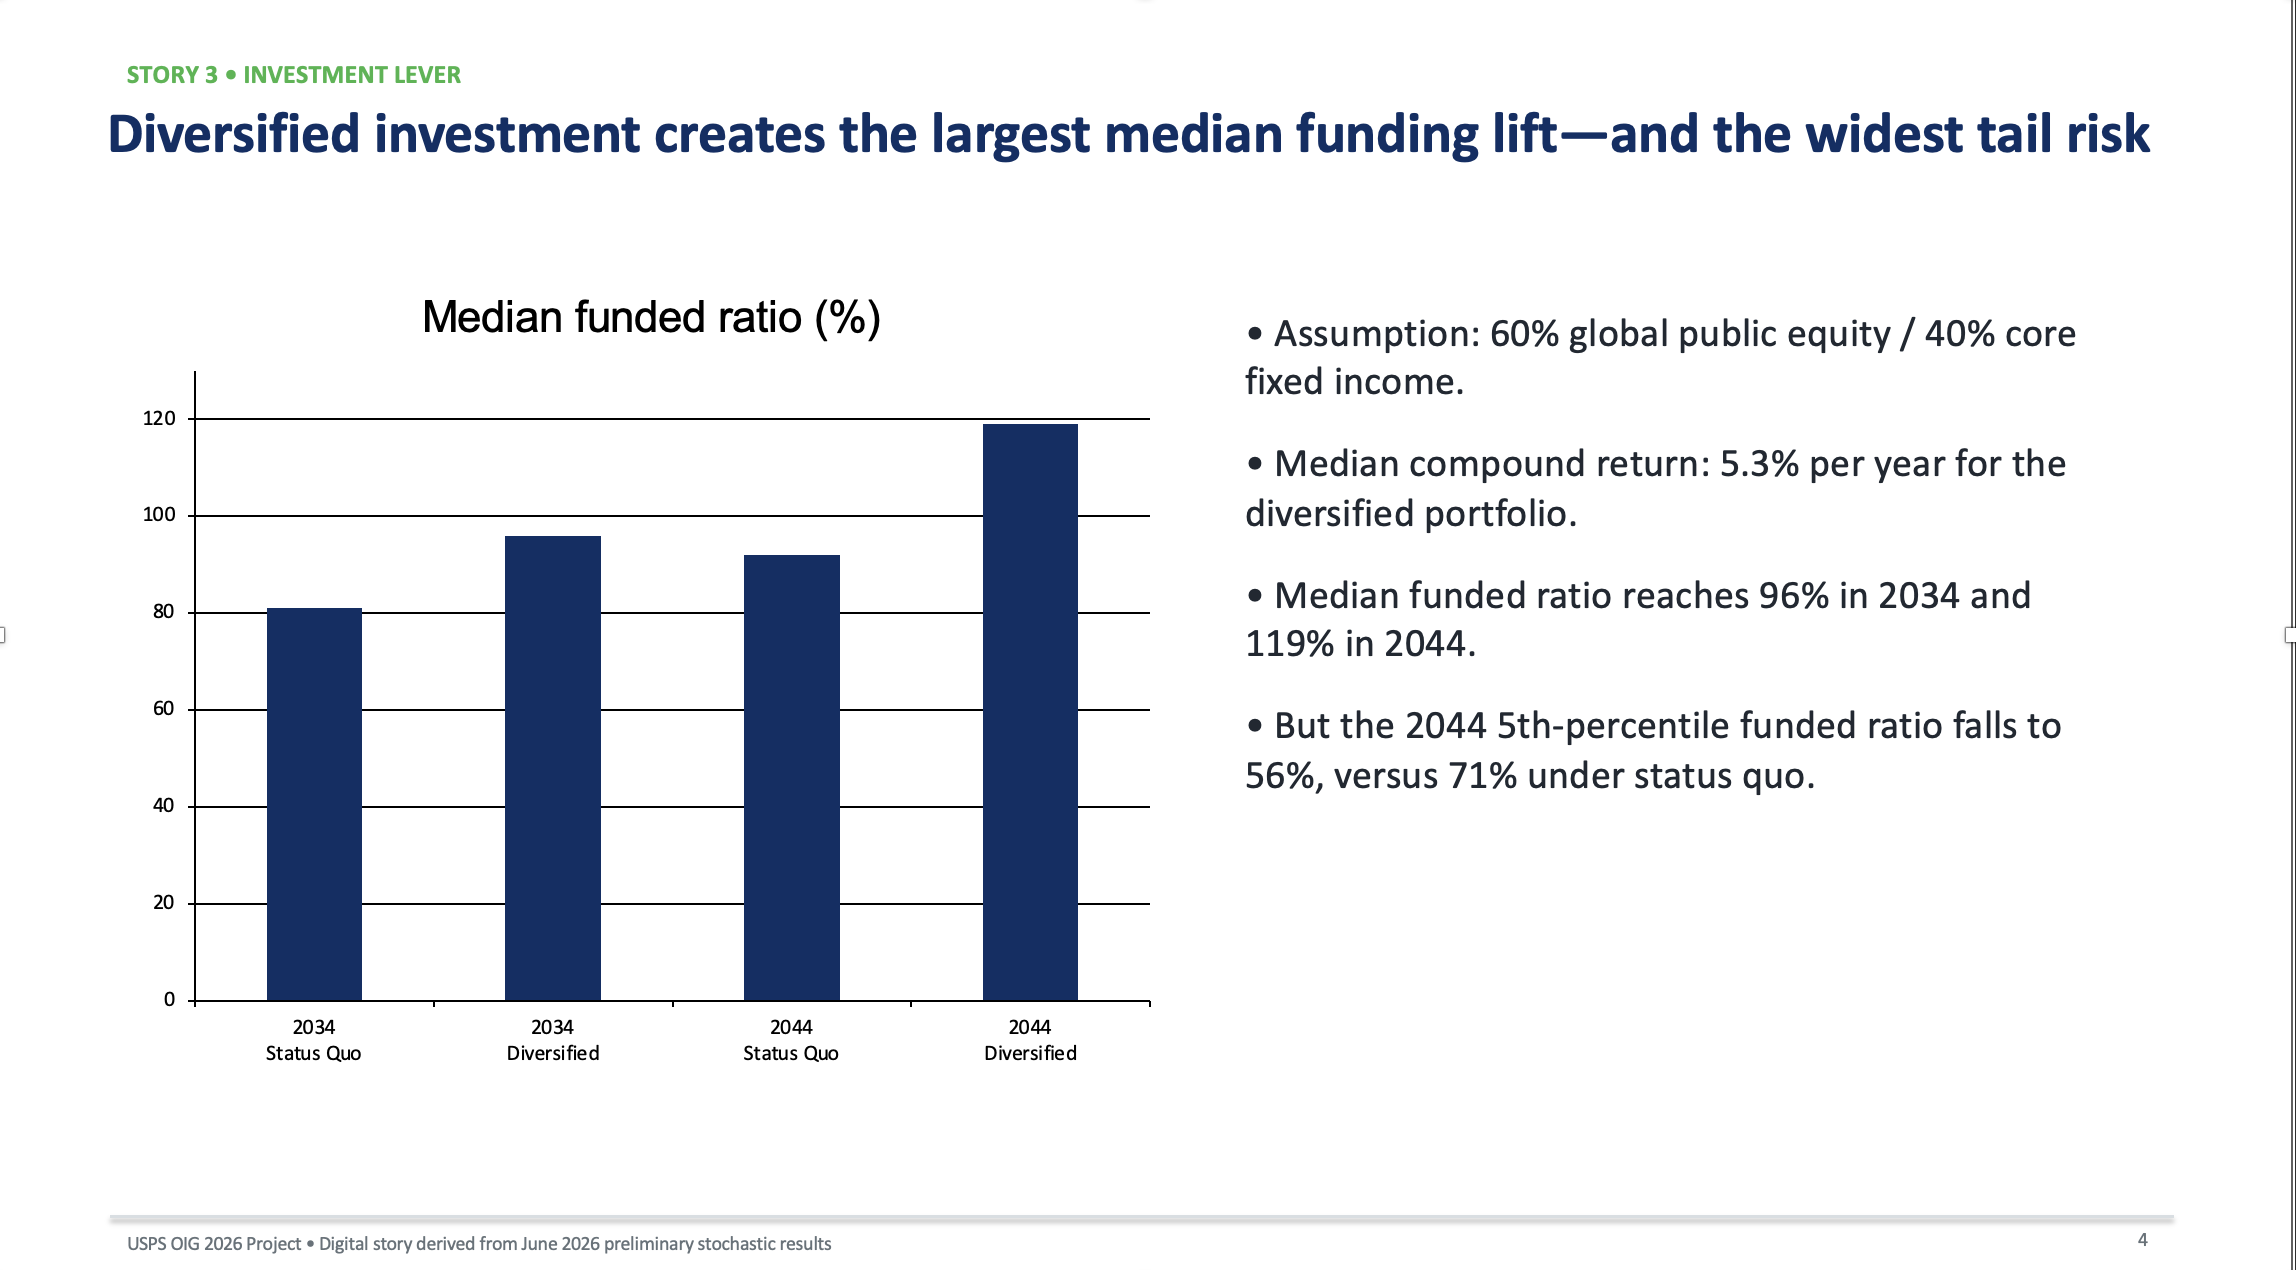 STORY 3 • INVESTMENT LEVER
Diversified investment creates the largest median funding lift—and the widest tail risk
Median funded ratio (%)
120
100
80
60
40
20
0
2034
Status Quo
2034
Diversified
2044
Status Quo
2044
Diversified
• Assumption: 60% global public equity / 40% core
fixed income.
• Median compound return: 5.3% per year for the
diversified portfolio.
• Median funded ratio reaches 96% in 2034 and
119% in 2044.
• But the 2044 5th-percentile funded ratio falls to
56%, versus 71% under status quo.
USPS OIG 2026 Project • Digital story derived from June 2026 preliminary stochastic results
4